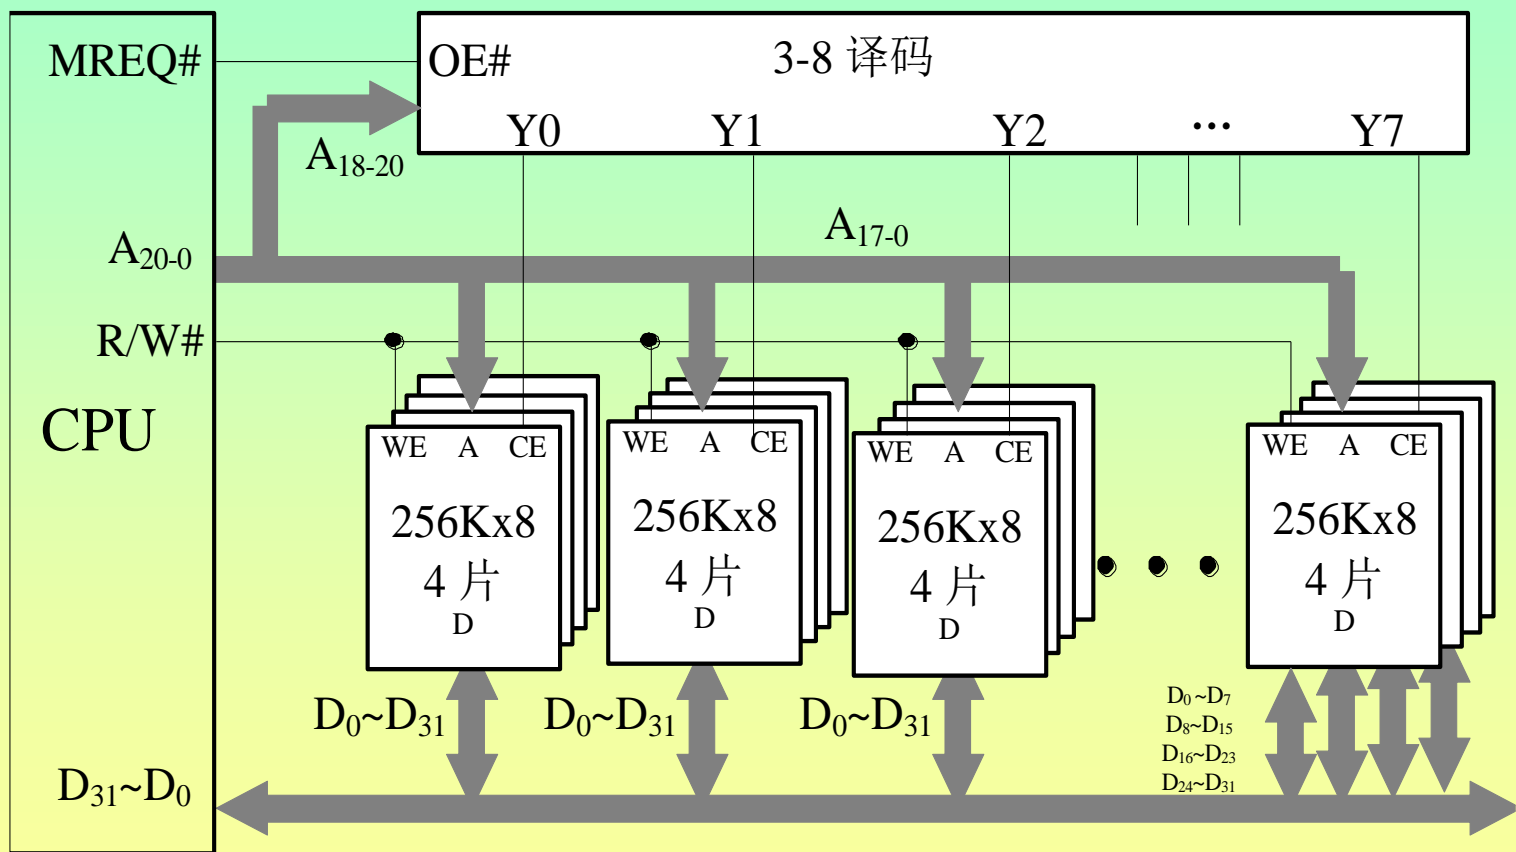 MREQ#
OE#
3-8 译码
Y0
Y1
Y2
...
Y7
A18-20
A20-0
A17-0
R/W#
CPU
WE A CE
256Kx8
4 片
D
WE A CE
256Kx8
4 片
D
WE A CE
256Kx8
4 片
D
WE A CE
256Kx8
4 片
D
D0~D31
D0~D31
D0~D31
D0~D7
D8~D15
D16~D23
D24~D31
D31~D0